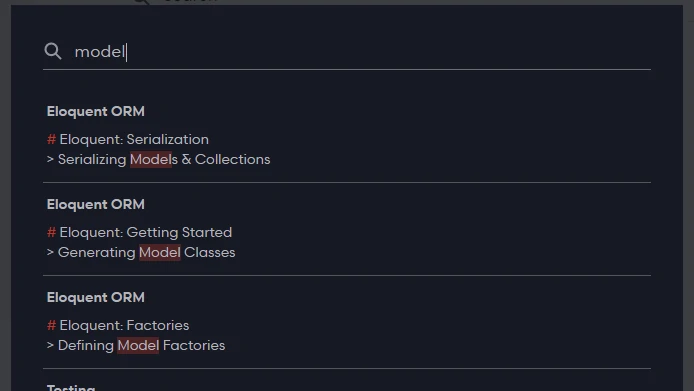 model
Eloquent ORM
# Eloquent: Serialization
> Serializing Models & Collections
Eloquent ORM
# Eloquent: Getting Started
> Generating Model Classes
Eloquent ORM
# Eloquent: Factories
> Defining Model Factories
Testing